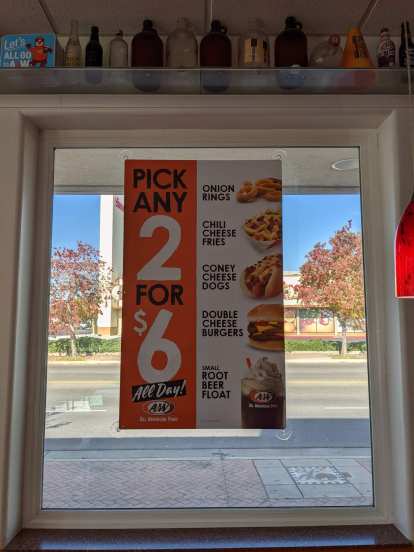 Let's
ALL GO
PICK
ANY
2
FOR
$6
All Day!
A&W
ONION
RINGS
CHILI
CHEESE
FRIES
CONEY
CHEESE
DOGS
DOUBLE
CHEESE
BURGERS
SMALL
ROOT
BEER
FLOAT
A&W